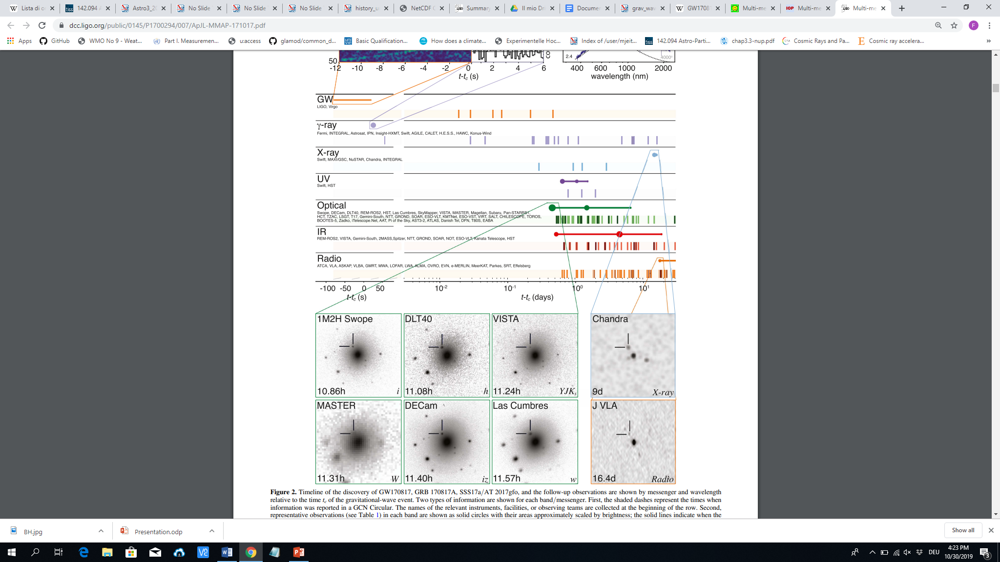 Lista di o
142.094
Astro3_20
No Slide
No Slide
No Slide
history_u
NetCDF
Summary
Il mio Dri
Documen
grav_wav
GW1708
Multi-me
Multi-me
Multi-me
dcc.ligo.org/public/0145/P1700294/007/ApJL-MMAP-171017.pdf
F
Apps
GitHub
WMO No 9 - Weat...
Part I. Measuremen...
u:access
glamod/common_d...
Basic Qualification...
How does a climate...
Experimentelle Hoc...
Index of /user/mjeit...
142.094 Astro-Parti...
chap3.3-nup.pdf
Cosmic Rays and Pa...
Cosmic ray accelera...
50
-12 -10 -8 -6 -4 -2 0 2 4 6
t-tc (s)
2.4
4000
400 600 1000 2000
wavelength (nm)
GW
LIGO, Virgo
γ-ray
Fermi, INTEGRAL, Astrosat, IPN, Insight-HXMT, Swift, AGILE, CALET, H.E.S.S., HAWC, Konus-Wind
X-ray
Swift, MAXI/GSC, NuSTAR, Chandra, INTEGRAL
UV
Swift, HST
Optical
Swope, DECam, DLT40, REM-ROS2, HST, Las Cumbres, SkyMapper, VISTA, MASTER, Magellan, Subaru, Pan-STARRS1,
HCT, TZAC, LSGT, T17, Gemini-South, NTT, GROND, SOAR, ESO-VLT, KMTNet, ESO-VST, VIRT, SALT, CHILESCOPE, TOROS,
BOOTES-5, Zadko, iTelescope.Net, AAT, Pi of the Sky, AST3-2, ATLAS, Danish Tel, DFN, T80S, EABA
IR
REM-ROS2, VISTA, Gemini-South, 2MASS,Spitzer, NTT, GROND, SOAR, NOT, ESO-VLT, Kanata Telescope, HST
Radio
ATCA, VLA, ASKAP, VLBA, GMRT, MWA, LOFAR, LWA, ALMA, OVRO, EVN, e-MERLIN, MeerKAT, Parkes, SRT, Effelsberg
-100 -50 0 50 10-2 10-1 100 101
t-tc (s) t-tc (days)
1M2H Swope
10.86h i
DLT40
11.08h h
VISTA
11.24h YJKs
Chandra
9d X-ray
MASTER
11.31h W
DECam
11.40h iz
Las Cumbres
11.57h w
J VLA
16.4d Radio
Figure 2. Timeline of the discovery of GW170817, GRB 170817A, SSS17a/AT 2017gfo, and the follow-up observations are shown by messenger and wavelength
relative to the time tc of the gravitational-wave event. Two types of information are shown for each band/messenger. First, the shaded dashes represent the times when
information was reported in a GCN Circular. The names of the relevant instruments, facilities, or observing teams are collected at the beginning of the row. Second,
representative observations (see Table 1) in each band are shown as solid circles with their areas approximately scaled by brightness; the solid lines indicate when the
BH.jpg
Presentation.odp
Show all
DEU
4:23 PM
10/30/2019
3